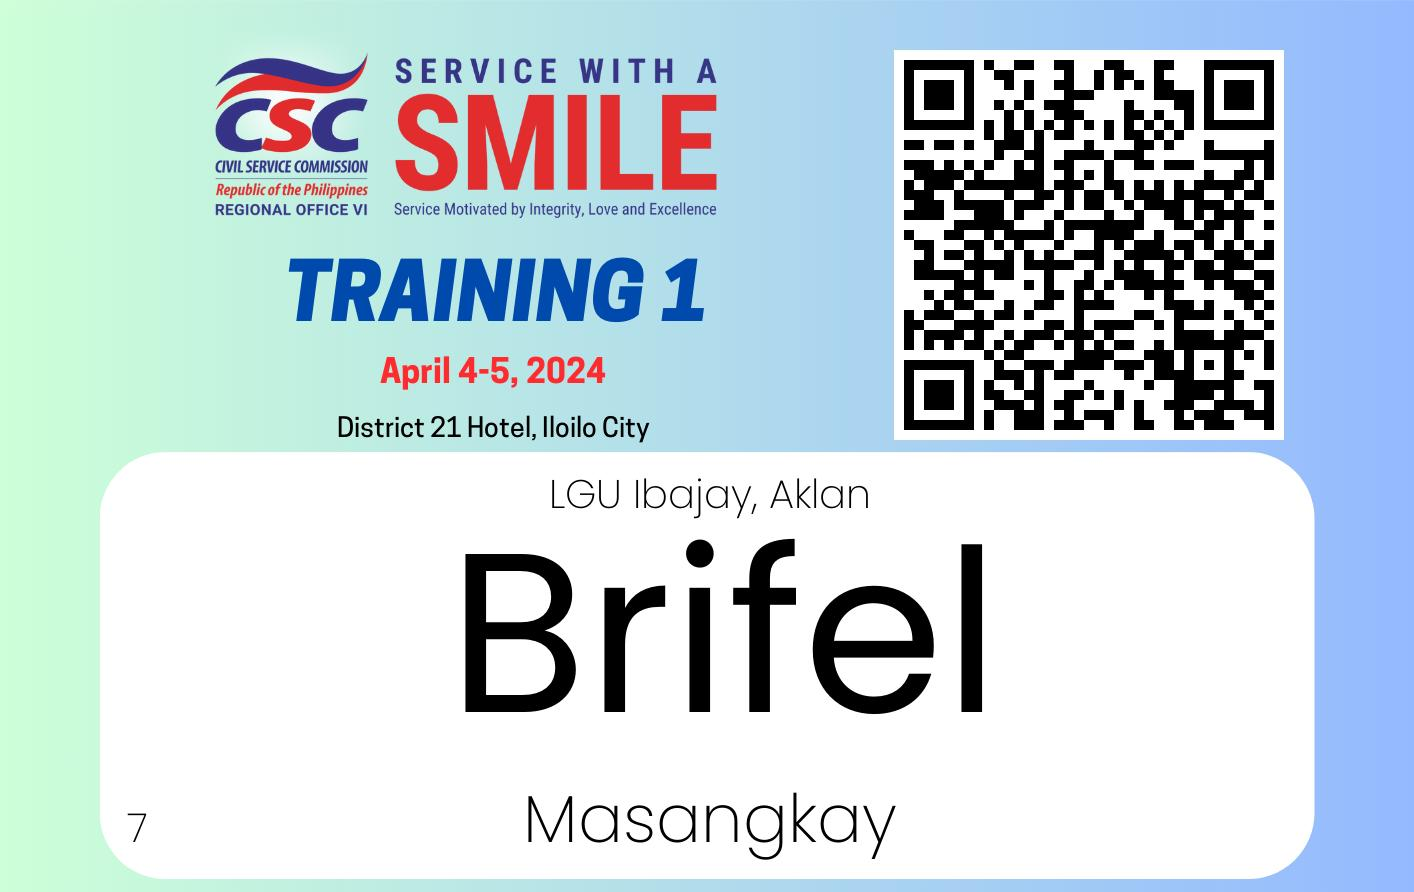 CSC
CIVIL SERVICE COMMISSION
Republic of the Philippines
REGIONAL OFFICE VI
SERVICE WITH A
SMILE
Service Motivated by Integrity, Love and Excellence
TRAINING 1
April 4-5, 2024
District 21 Hotel, Iloilo City
LGU Ibajay, Aklan
Brifel
Masangkay
7